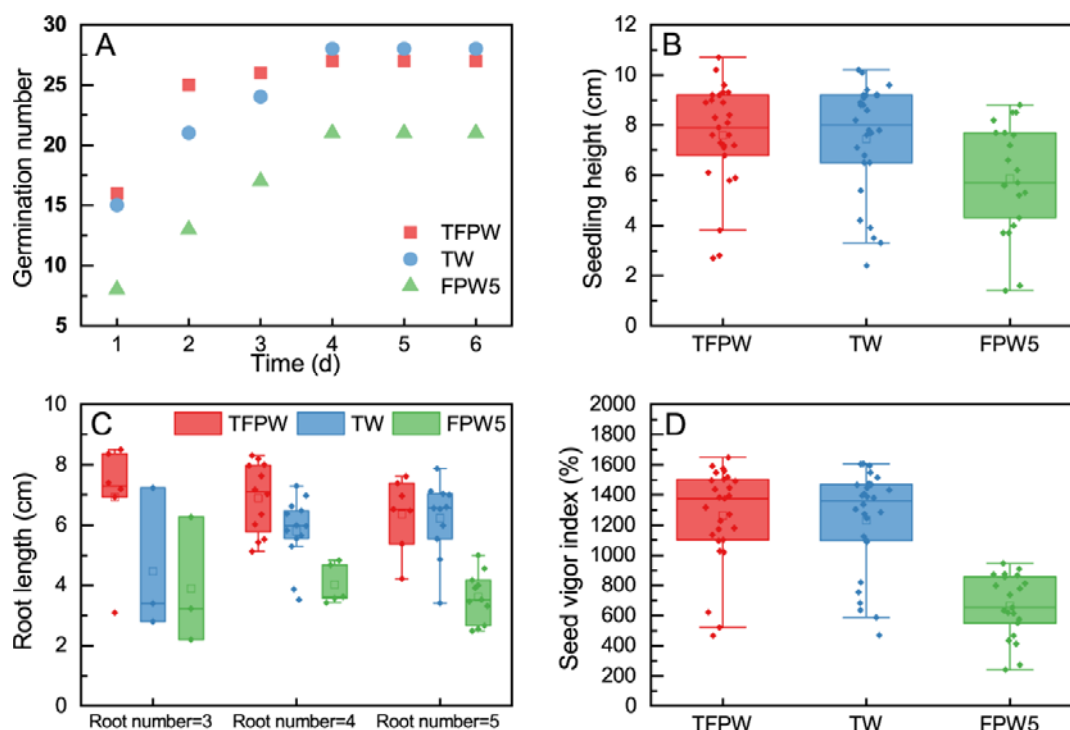 A
Germination number
30
25
20
15
10
5
TFPW
TW
FPW5
1 2 3 4 5 6
Time (d)
B
Seedling height (cm)
12
10
8
6
4
2
0
TFPW TW FPW5
C
Root length (cm)
10
8
6
4
2
0
TFPW TW FPW5
Root number=3 Root number=4 Root number=5
D
Seed vigor index (%)
2000
1800
1600
1400
1200
1000
800
600
400
200
0
TFPW TW FPW5